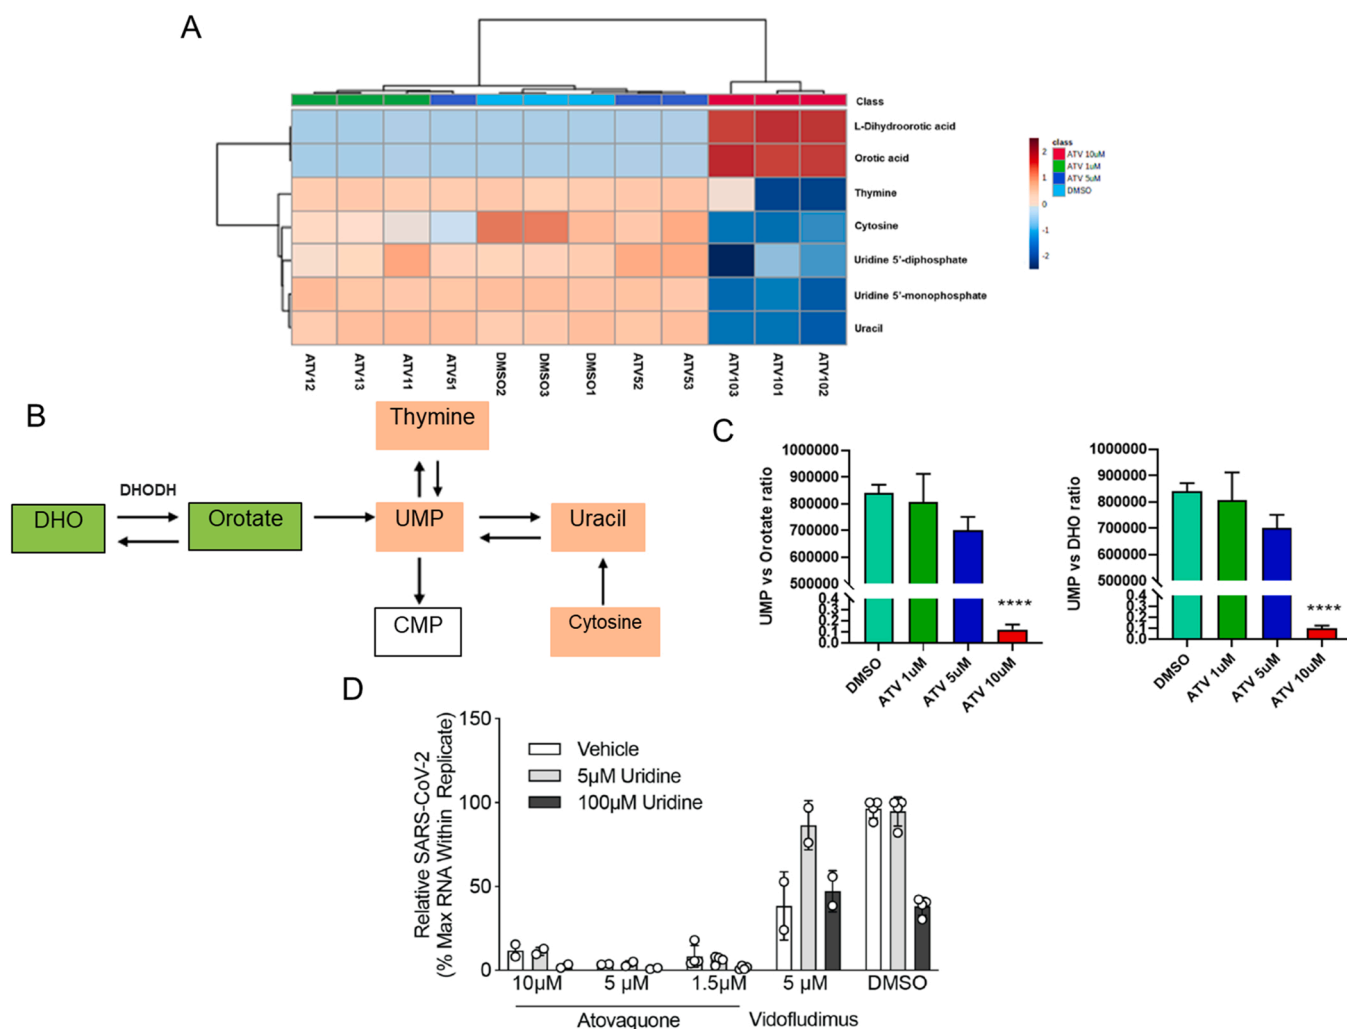 A
Class
L-Dihydroorotic acid
Orotic acid
Thymine
Cytosine
Uridine 5'-diphosphate
Uridine 5'-monophosphate
Uracil
2
1
0
-1
-2
class
ATV 10uM
ATV 1uM
ATV 5uM
DMSO
ATV12
ATV13
ATV11
ATV51
DMSO2
DMSO3
DMSO1
ATV52
ATV53
ATV103
ATV101
ATV102
B
Thymine
DHODH
DHO
Orotate
UMP
Uracil
CMP
Cytosine
C
UMP vs Orotate ratio
1000000
900000
800000
700000
600000
500000
0.4
0.3
0.2
0.1
0.0
****
DMSO
ATV 1uM
ATV 5uM
ATV 10uM
UMP vs DHO ratio
1000000
900000
800000
700000
600000
500000
0.4
0.3
0.2
0.1
0.0
****
DMSO
ATV 1uM
ATV 5uM
ATV 10uM
D
Relative SARS-CoV-2
(% Max RNA Within Replicate)
150
100
50
0
Vehicle
5µM Uridine
100µM Uridine
10µM
5 µM
1.5µM
5 µM
DMSO
Atovaquone
Vidofludimus